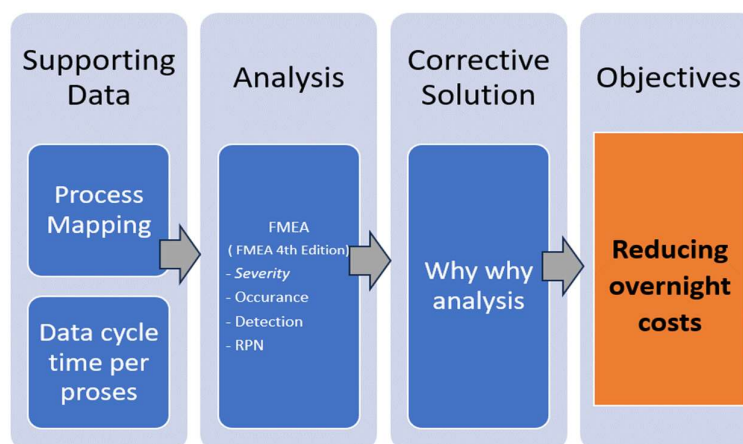 Supporting
Data
Process
Mapping
Data cycle
time per
proses
Analysis
FMEA
( FMEA 4th Edition)
- Severity
- Occurance
- Detection
- RPN
Corrective
Solution
Why why
analysis
Objectives
Reducing
overnight
costs